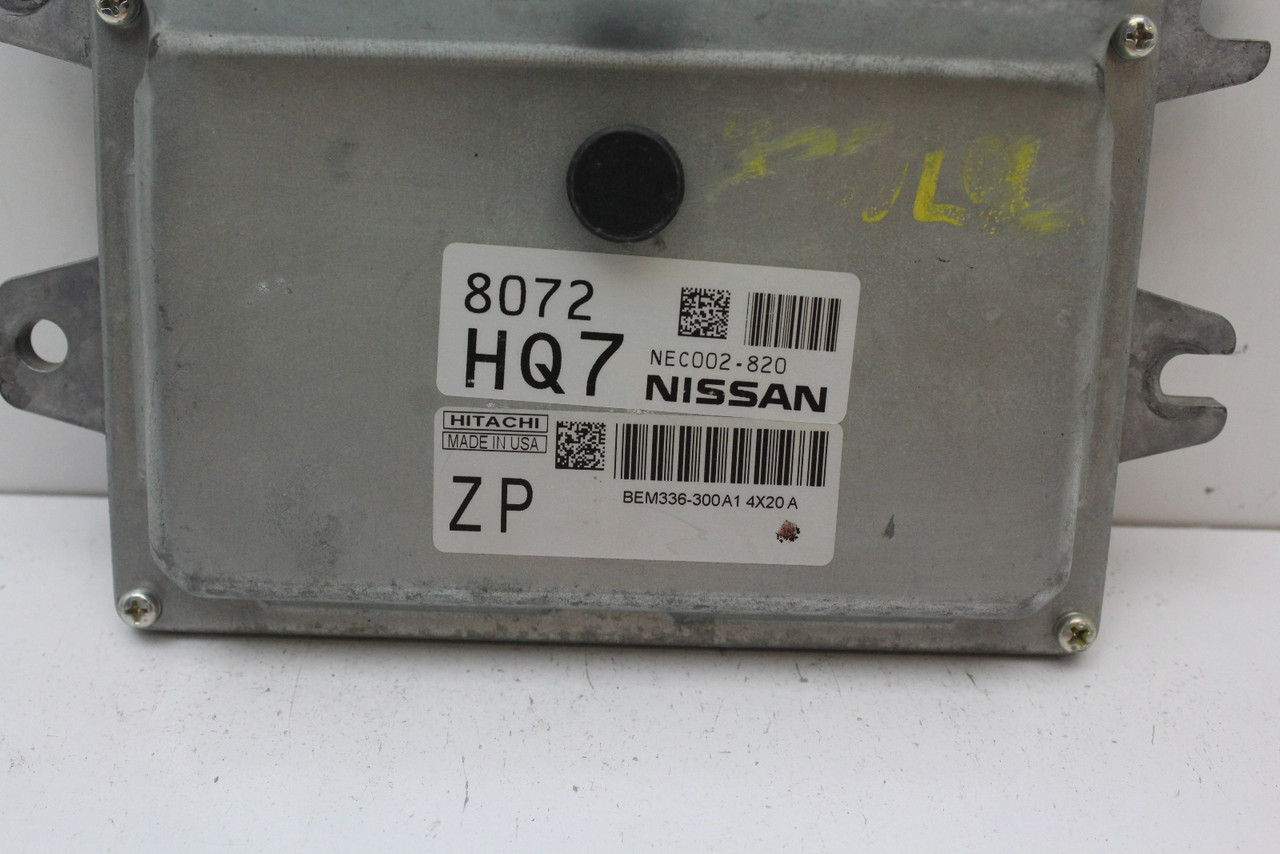 8072
HQ7
NEC002-820
NISSAN
HITACHI
MADE IN USA
ZP
BEM336-300A1 4X20 A